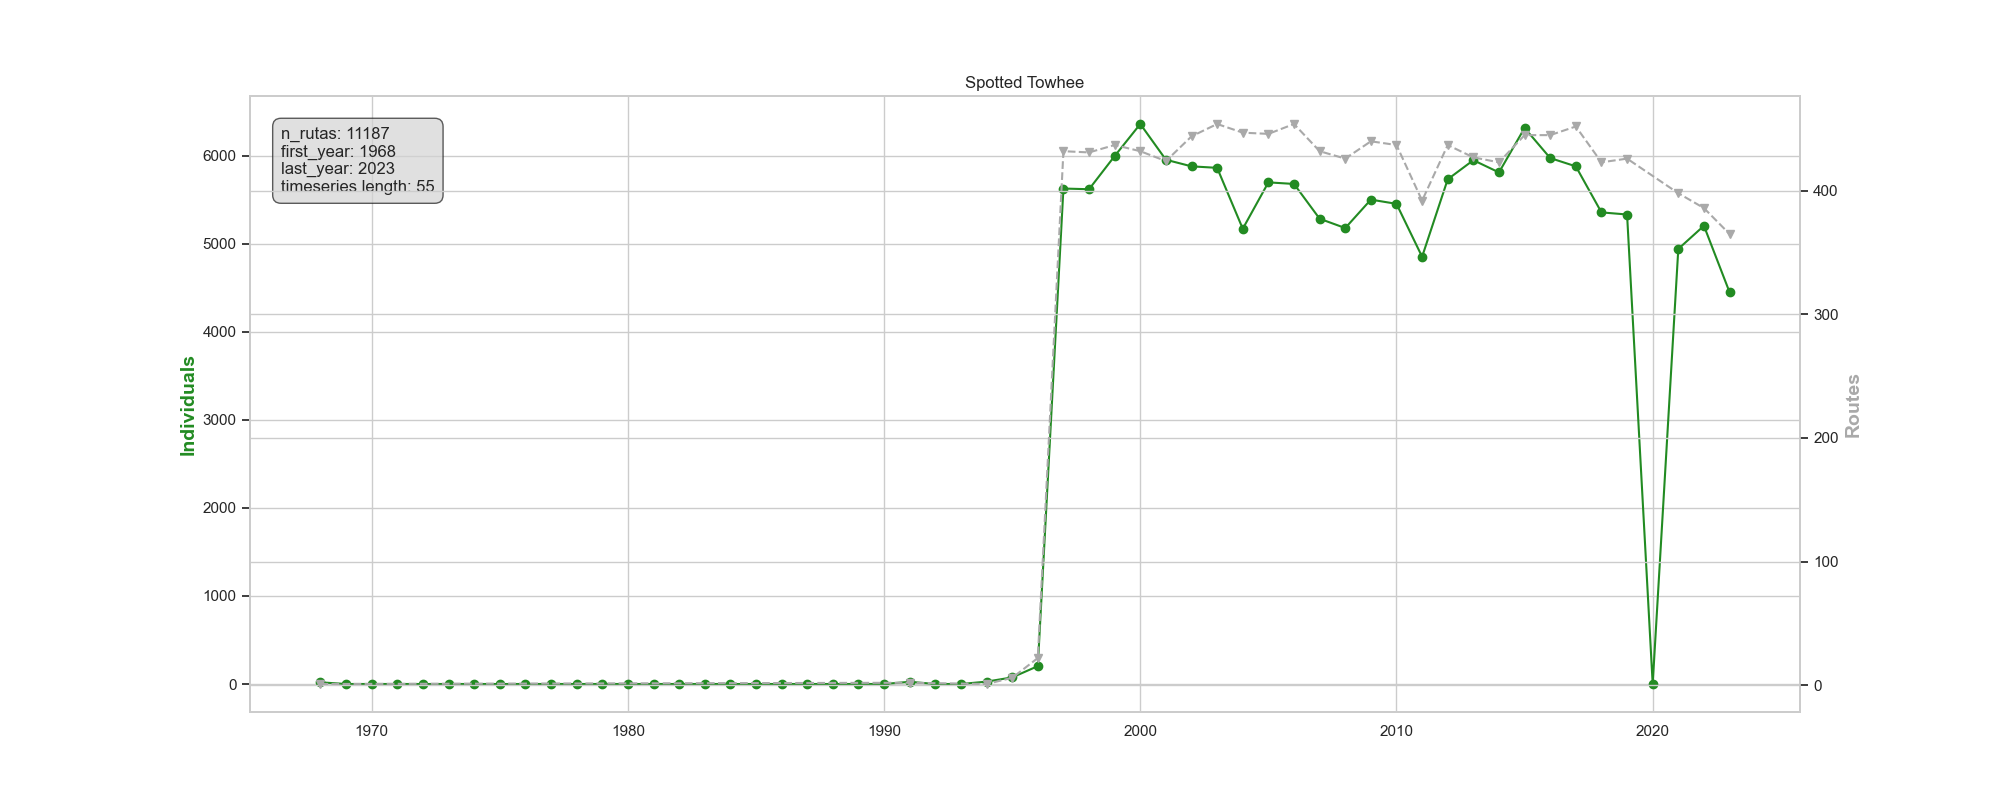 Spotted Towhee
n_rutas: 11187
first_year: 1968
last_year: 2023
timeseries length: 55
6000
5000
4000
3000
2000
1000
0
Individuals
400
300
200
100
0
Routes
1970
1980
1990
2000
2010
2020